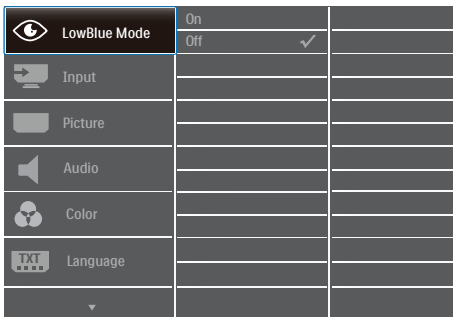 LowBlue Mode
On
Off
Input
Picture
Audio
Color
TXT
Language